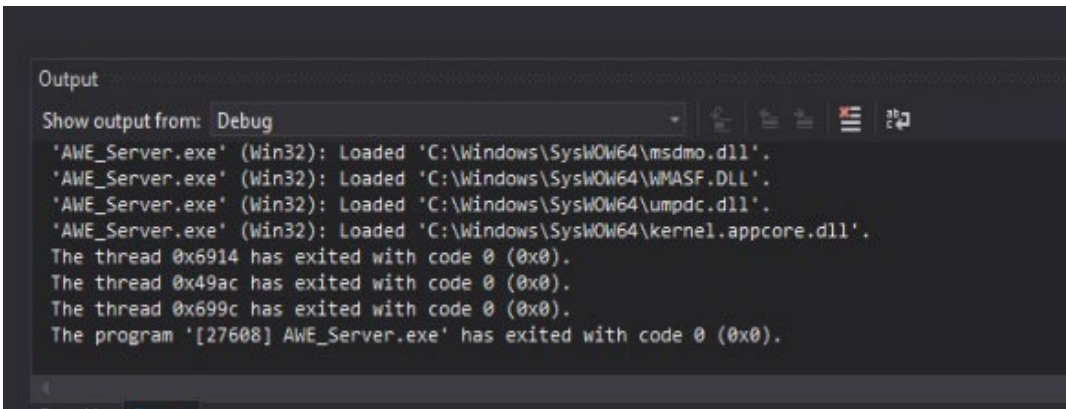 Output
Show output from: Debug
'AWE_Server.exe' (Win32): Loaded 'C:\Windows\SysWOW64\msdmo.dll'.
'AWE_Server.exe' (Win32): Loaded 'C:\Windows\SysWOW64\WMASF.DLL'.
'AWE_Server.exe' (Win32): Loaded 'C:\Windows\SysWOW64\umpdc.dll'.
'AWE_Server.exe' (Win32): Loaded 'C:\Windows\SysWOW64\kernel.appcore.dll'.
The thread 0x6914 has exited with code 0 (0x0).
The thread 0x49ac has exited with code 0 (0x0).
The thread 0x699c has exited with code 0 (0x0).
The program '[27608] AWE_Server.exe' has exited with code 0 (0x0).